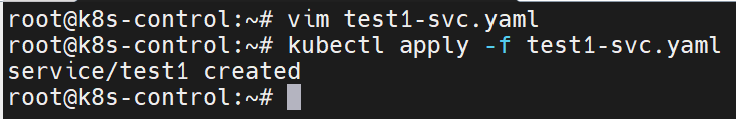 root@k8s-control:~# vim test1-svc.yaml
root@k8s-control:~# kubectl apply -f test1-svc.yaml
service/test1 created
root@k8s-control:~#